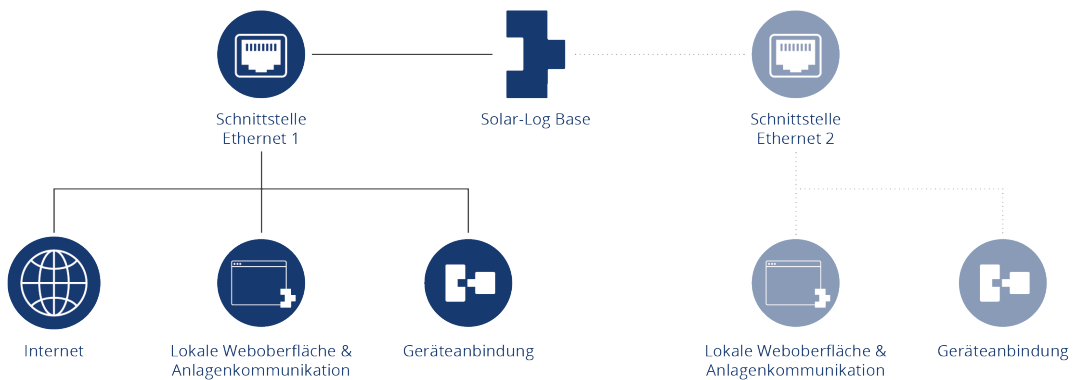 Schnittstelle
Ethernet 1
Solar-Log Base
Schnittstelle
Ethernet 2
Internet
Lokale Weboberfläche &
Anlagenkommunikation
Geräteanbindung
Lokale Weboberfläche &
Anlagenkommunikation
Geräteanbindung